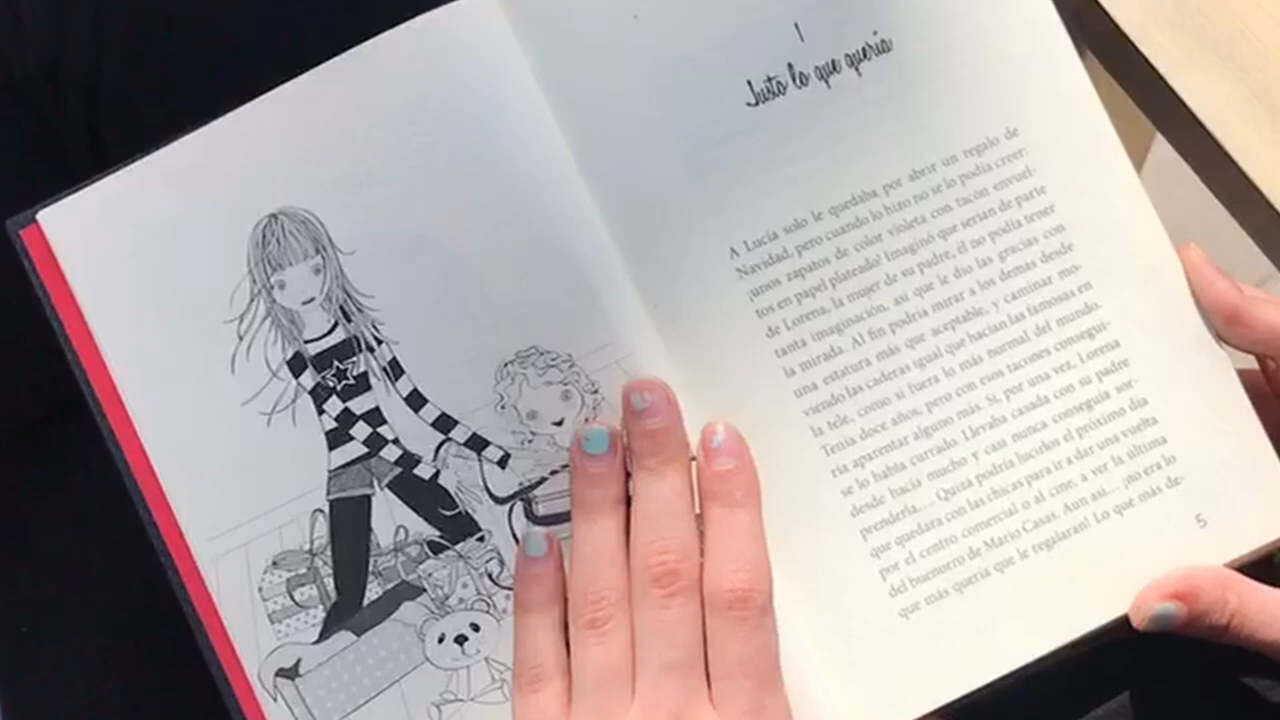 1
Justo lo que quería
A Lucía solo le quedaba por abrir un regalo de
Navidad, pero cuando lo hizo no se lo podía creer:
¡unos zapatos de color violeta con tacón envuel-
tos en papel plateado! Imaginó que serían de parte
de Lorena, la mujer de su padre, él no podía tener
tanta imaginación, así que le dio las gracias con
la mirada. Al fin podría mirar a los demás desde
una estatura más que aceptable, y caminar mo-
viendo las caderas igual que hacían las famosas en
la tele, como si fuera lo más normal del mundo.
Tenía doce años, pero con esos tacones consegui-
ría aparentar alguno más. Sí, por una vez, Lorena
se lo había currado. Llevaba casada con su padre
desde hacía mucho y casi nunca conseguía sor-
prenderla.... Quizá podría lucirlos el próximo día
que quedara con las chicas para ir a dar una vuelta
por el centro comercial o al cine, a ver la última
del buenorro de Mario Casas. Aun así... ¡no era lo
que más quería que le regalaran! Lo que más de-
5